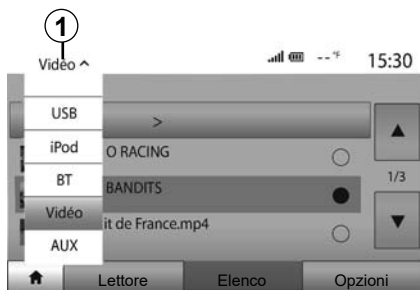 1
Vidéo ^ --°F 15:30
USB >
iPod O RACING
BT BANDITS 1/3
Vidéo it de France.mp4
AUX
Lettore Elenco Opzioni